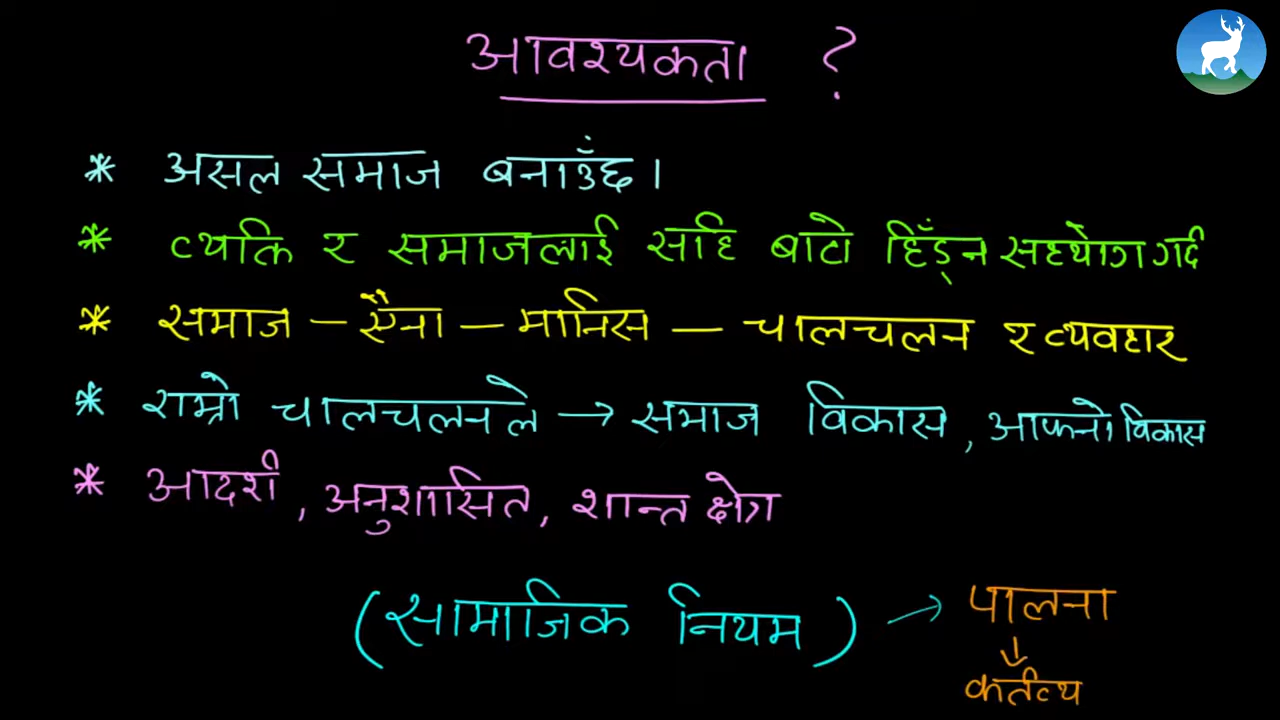 आवश्यकता ?
* असल समाज बनाउँछ।
* व्यक्ति र समाजलाई सहि बाटो हिँड्न सहयोग गर्द
* समाज – ऐना – मानिस – चालचलन र व्यवहार
* राम्रो चालचलनले → समाज विकास, आफ्नो विकास
* आदर्श, अनुशासित, शान्त क्षेत्र
(सामाजिक नियम) → पालना
↓
कर्तव्य